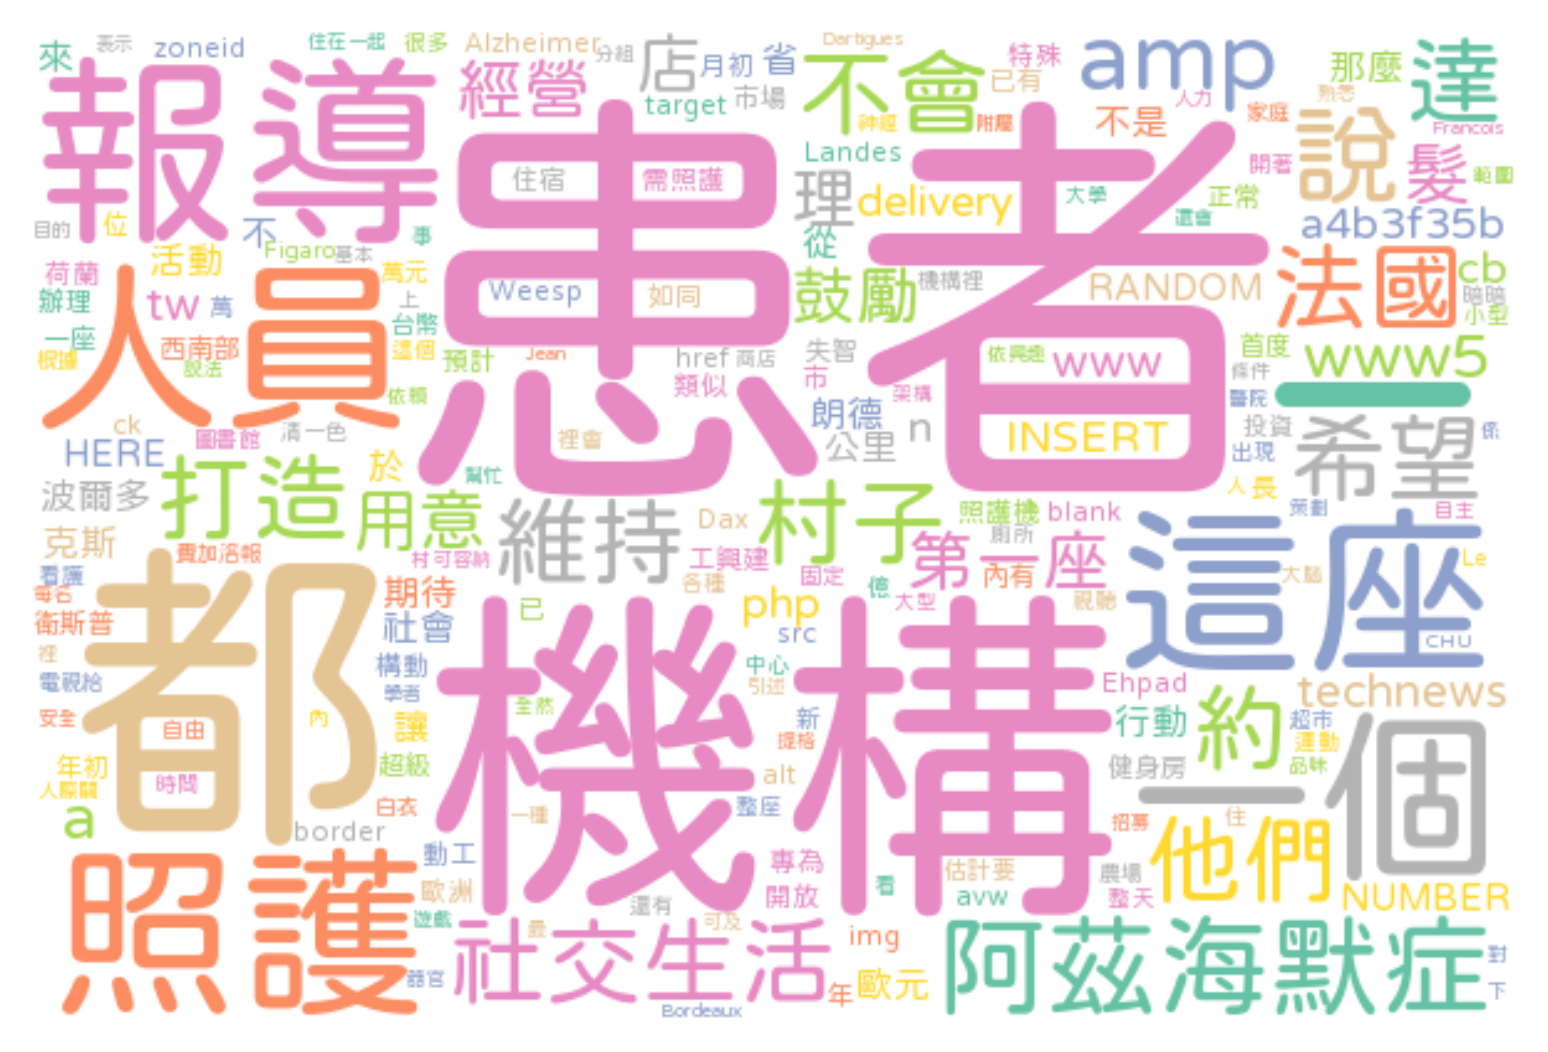 來
表示
zoneid
住在一起
很多
Alzheimer
分組
店
月初
省
Dartigues
不會
特殊
已有
amp
那麼
達
報導
經營
target
市場
神經
附屬
不是
人力
家庭
熟悉
說
Francois
患者
Landes
開著
髮
範圍
住宿
需照護
理
delivery
大學
正常
還會
a4b3f35b
目的
位
不
Figaro
基本
事
從
荷蘭
活動
萬元
Weesp
如同
鼓勵
機構裡
RANDOM
法國
cb
暗暗
小型
辦理
tw
萬
人員
上
台幣
一座
西南部
這個
預計
Jean
href
商店
失智
依興趣
www
首度
www5
根據
說法
依賴
類似
市
架構
條件
醫院
一
ck
圖書館
清一色
裡會
朗德
公里
n
INSERT
投資
出現
希望
係
HERE
打造
於
幫忙
人長
波爾多
用意
維持
Dax
村子
照護機
blank
廁所
策劃
自主
這座
克斯
費加洛報
村可容納
工興建
第一座
內有
固定
大腦
Le
看護
每名
都
期待
各種
億
大型
視聽
衛斯普
社會
已
php
src
CHU
裡
構動
中心
引述
機構
Ehpad
technews
電視給
學者
安全
自由
內
讓
全然
新
提格
行動
約
超市
運動
個
年初
時間
超級
alt
健身房
品味
人際關
白衣
一種
整座
一
a
border
招募
住
他們
照護
動工
專為
估計要
農場
歐洲
開放
看
avw
整天
NUMBER
遊戲
還有
可及
社交生活
最
img
阿茲海默症
對
器官
年
歐元
下
Bordeaux